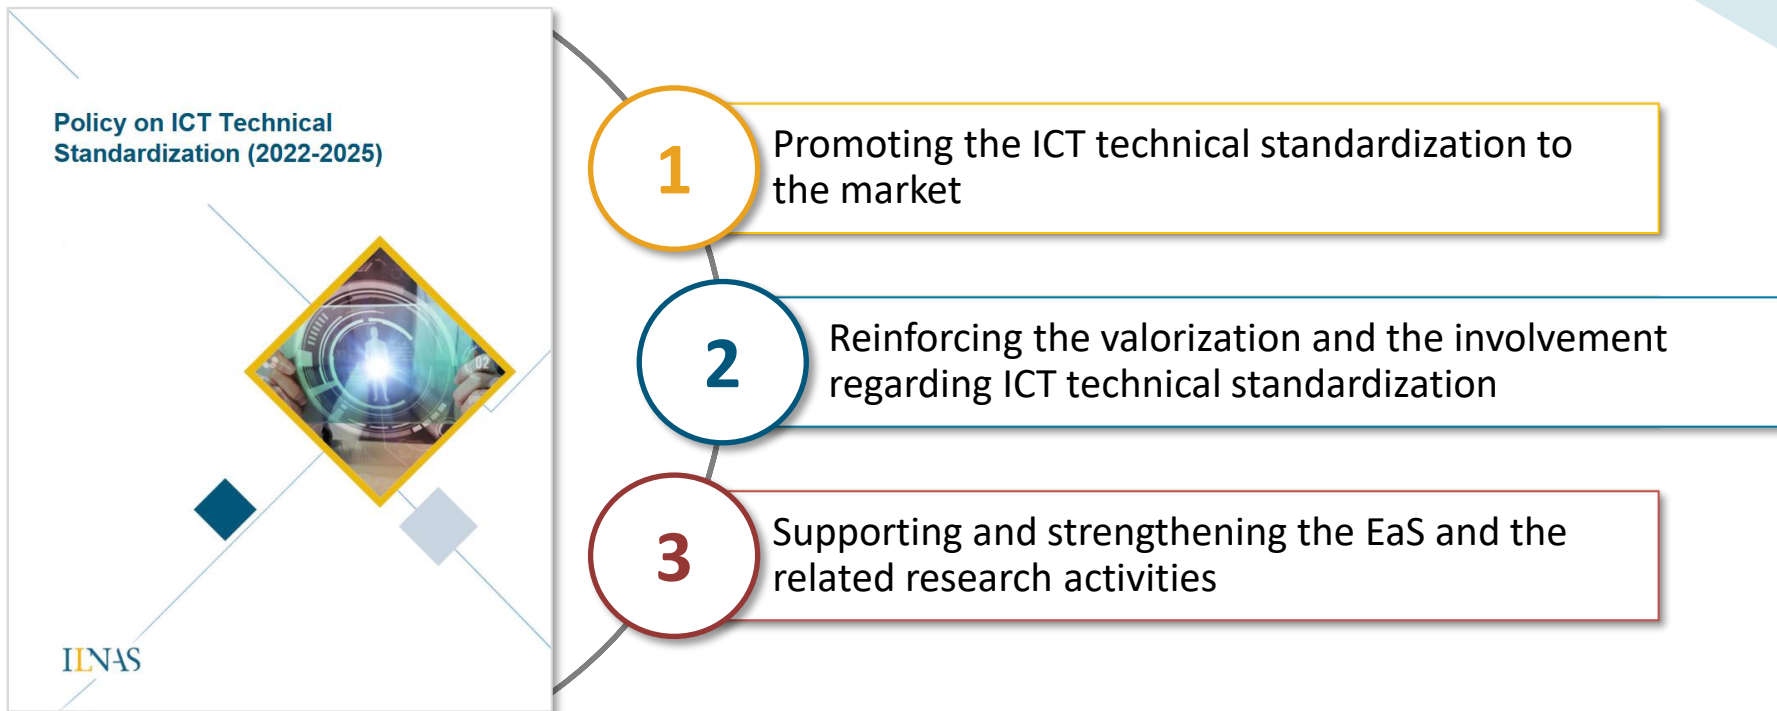 Policy on ICT Technical
Standardization (2022-2025)
ILNAS
1
Promoting the ICT technical standardization to
the market
2
Reinforcing the valorization and the involvement
regarding ICT technical standardization
3
Supporting and strengthening the EaS and the
related research activities
02